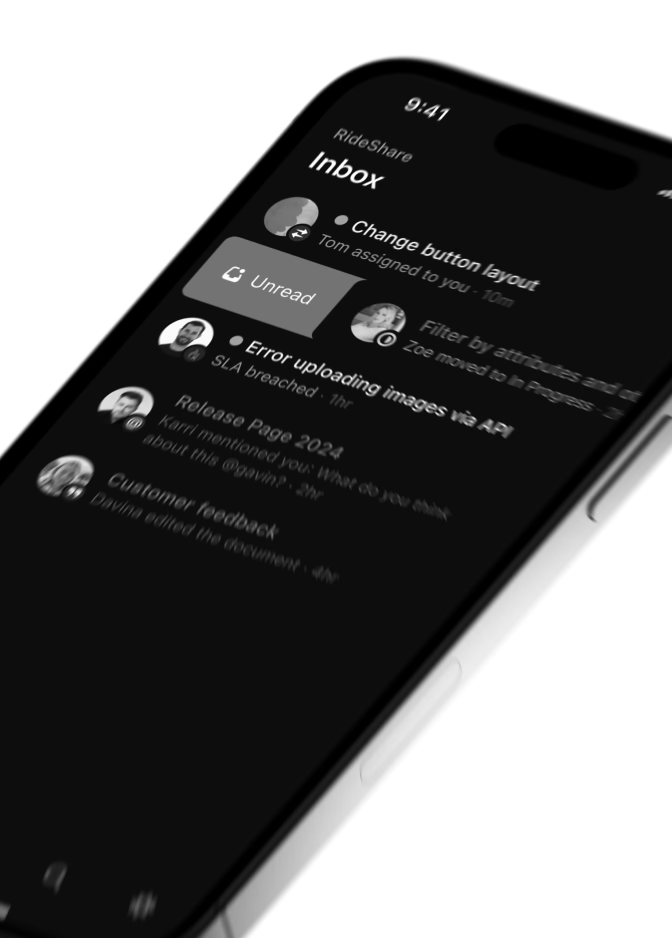 9:41
RideShare
Inbox
Change button layout
Tom assigned to you · 10m
Unread
Filter by attributes and
Zoe moved to In Progress ·
Error uploading images via API
SLA breached · 1hr
Release Page 2024
Karri mentioned you: What do you think
about this @gavin? · 2hr
Customer feedback
Davina edited the document · 4hr